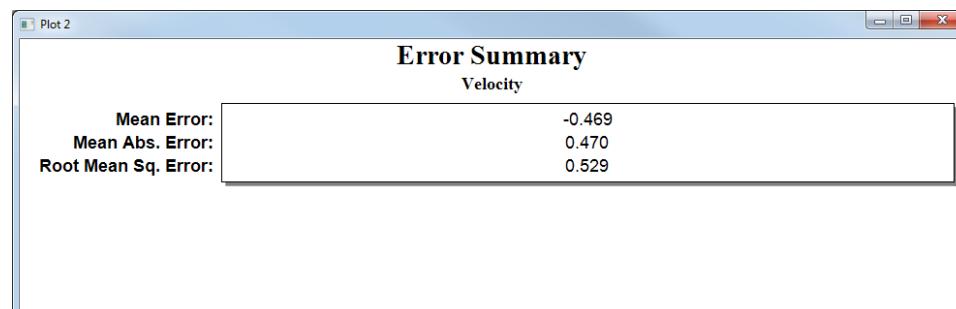 Plot 2
Error Summary
Velocity
Mean Error: -0.469
Mean Abs. Error: 0.470
Root Mean Sq. Error: 0.529